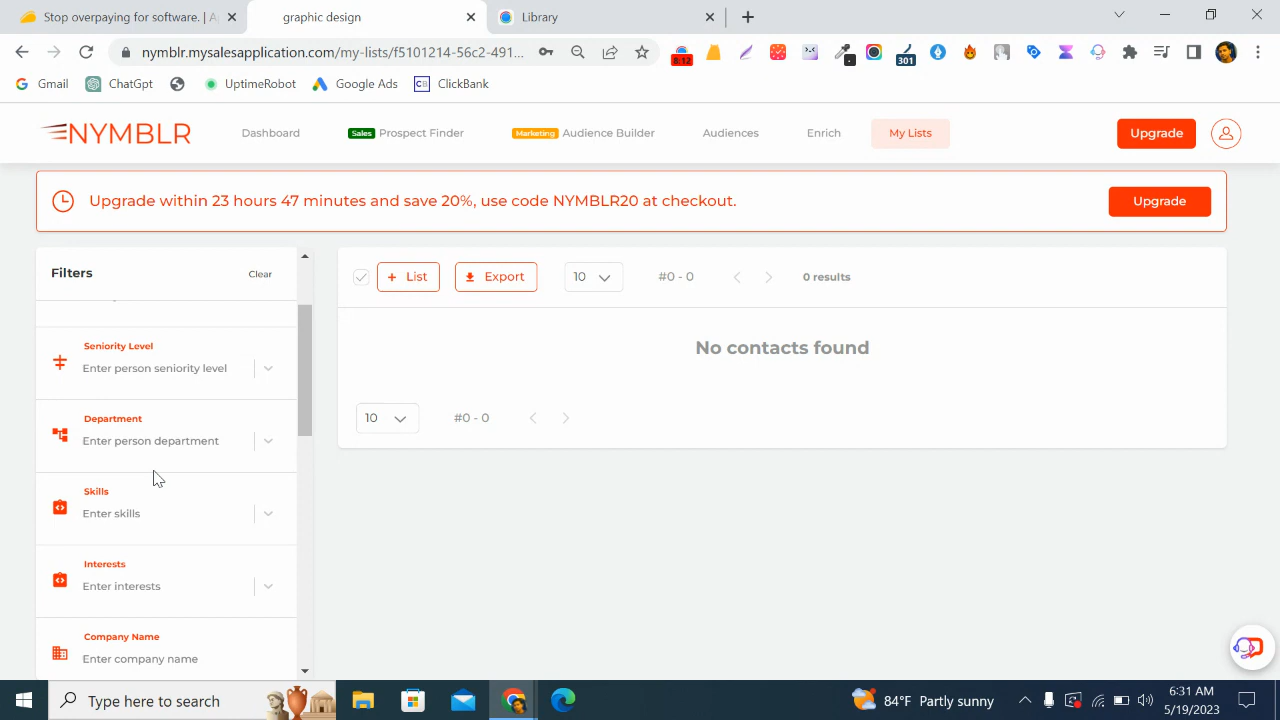 Stop overpaying for software. | A
graphic design
Library
nymblr.mysalesapplication.com/my-lists/f5101214-56c2-491...
8:12
301
Gmail
ChatGpt
UptimeRobot
Google Ads
CB
ClickBank
NYMBLR
Dashboard
Sales Prospect Finder
Marketing Audience Builder
Audiences
Enrich
My Lists
Upgrade
Upgrade within 23 hours 47 minutes and save 20%, use code NYMBLR20 at checkout.
Upgrade
Filters
Clear
+ List
Export
10
#0 - 0
0 results
Seniority Level
Enter person seniority level
No contacts found
Department
Enter person department
10
#0 - 0
Skills
Enter skills
Interests
Enter interests
Company Name
Enter company name
Type here to search
84°F Partly sunny
6:31 AM
5/19/2023